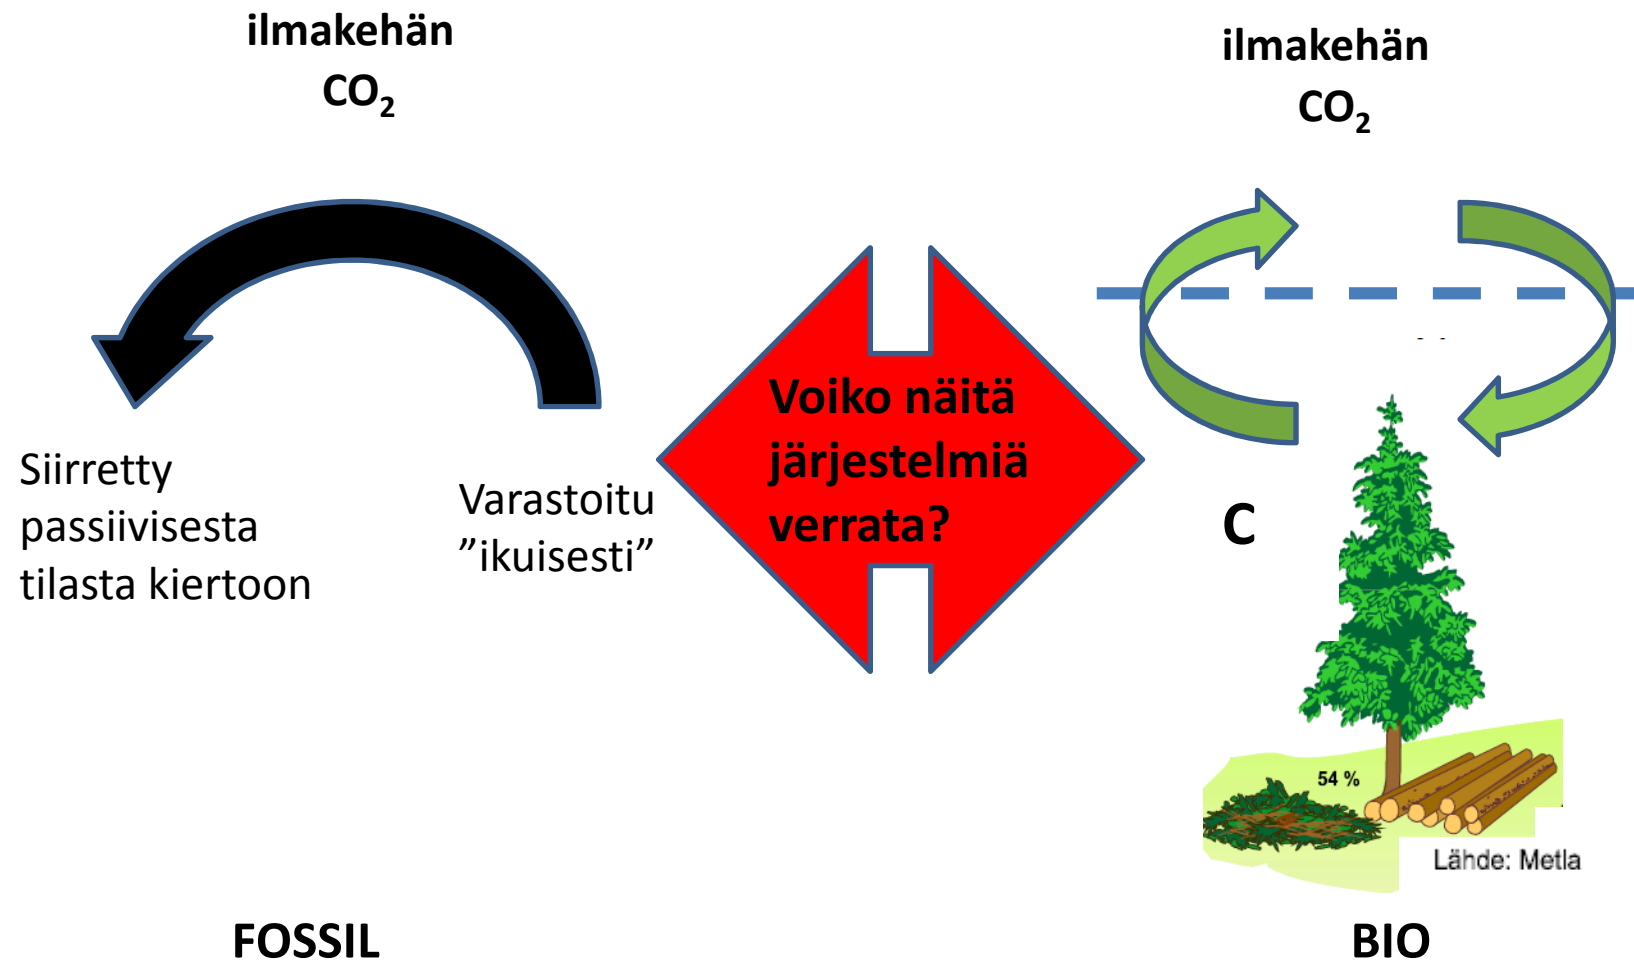 ilmakehän
CO₂
Siirretty
passiivisesta
tilasta kiertoon
Varastoitu
”ikuisesti”
FOSSIL
Voiko näitä
järjestelmiä
verrata?
ilmakehän
CO₂
C
54 %
Lähde: Metla
BIO